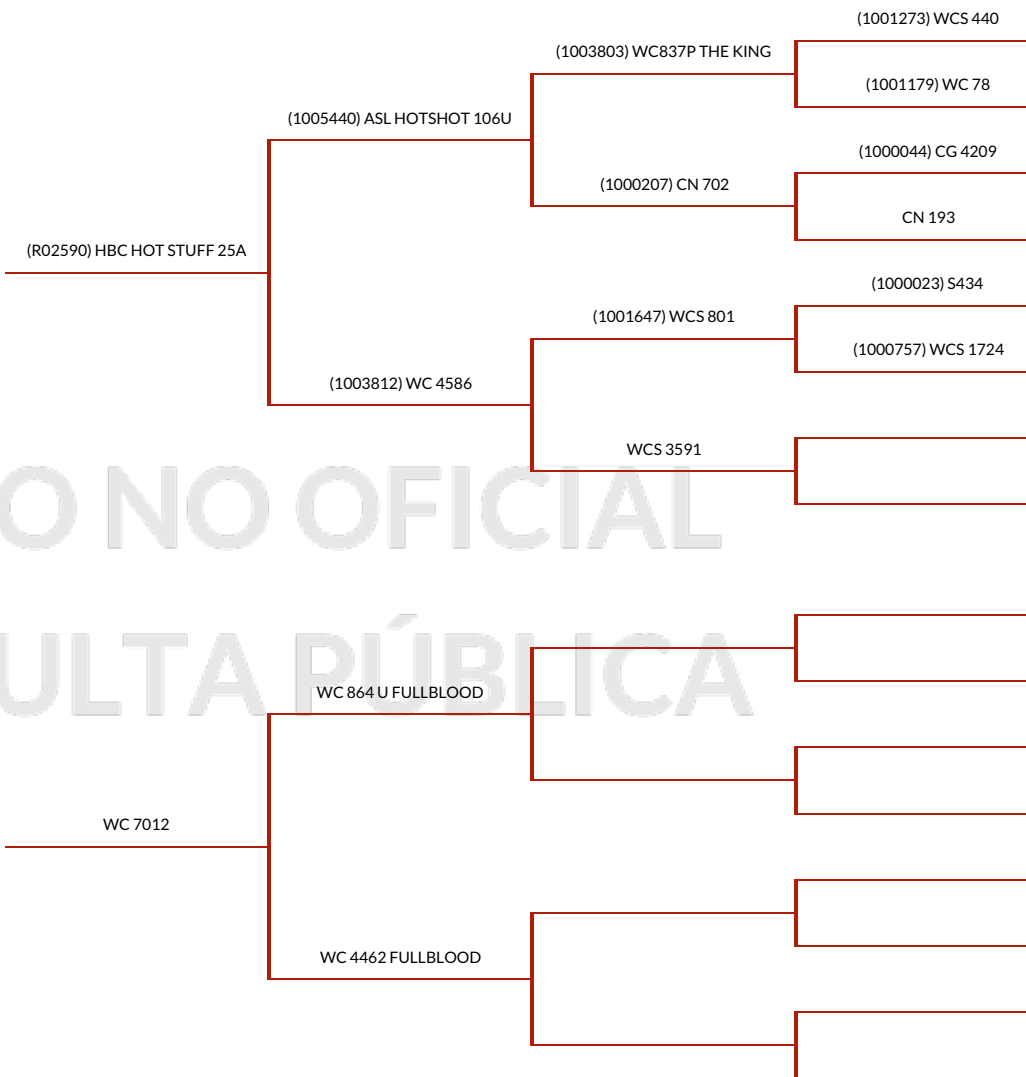 (1001273) WCS 440
(1003803) WC837P THE KING
(1001179) WC 78
(1005440) ASL HOTSHOT 106U
(1000044) CG 4209
(1000207) CN 702
CN 193
(R02590) HBC HOT STUFF 25A
(1000023) S434
(1001647) WCS 801
(1000757) WCS 1724
(1003812) WC 4586
WCS 3591
O NO OFICIAL
ULTA PÚBLICA
WC 864 U FULLBLOOD
WC 7012
WC 4462 FULLBLOOD